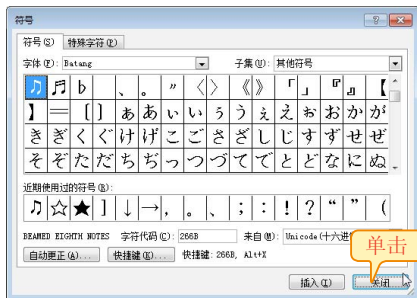 符号
符号(S) 特殊字符(P)
字体(F): Batang 子集(U): 其他符号
♪ ♬ ♭ 、 。 〃 〈 〉 《 》 「 」 『 』 【
】 〓 〔 〕 ぁ あ ぃ い ぅ う ぇ え ぉ お か が
き ぎ く ぐ け げ こ ご さ ざ し じ す ず せ ぜ
そ ぞ た だ ち ぢ っ つ づ て で と ど な に ぬ
近期使用过的符号(R):
♫ ☆ ★ ] ↓ → , 。 、 ; : ! ? “ ” (
BEAMED EIGHTH NOTES 字符代码(C): 266B 来自(M): Unicode(十六进
自动更正(A)... 快捷键(K)... 快捷键: 266B, Alt+X
单击
插入(I) 关闭